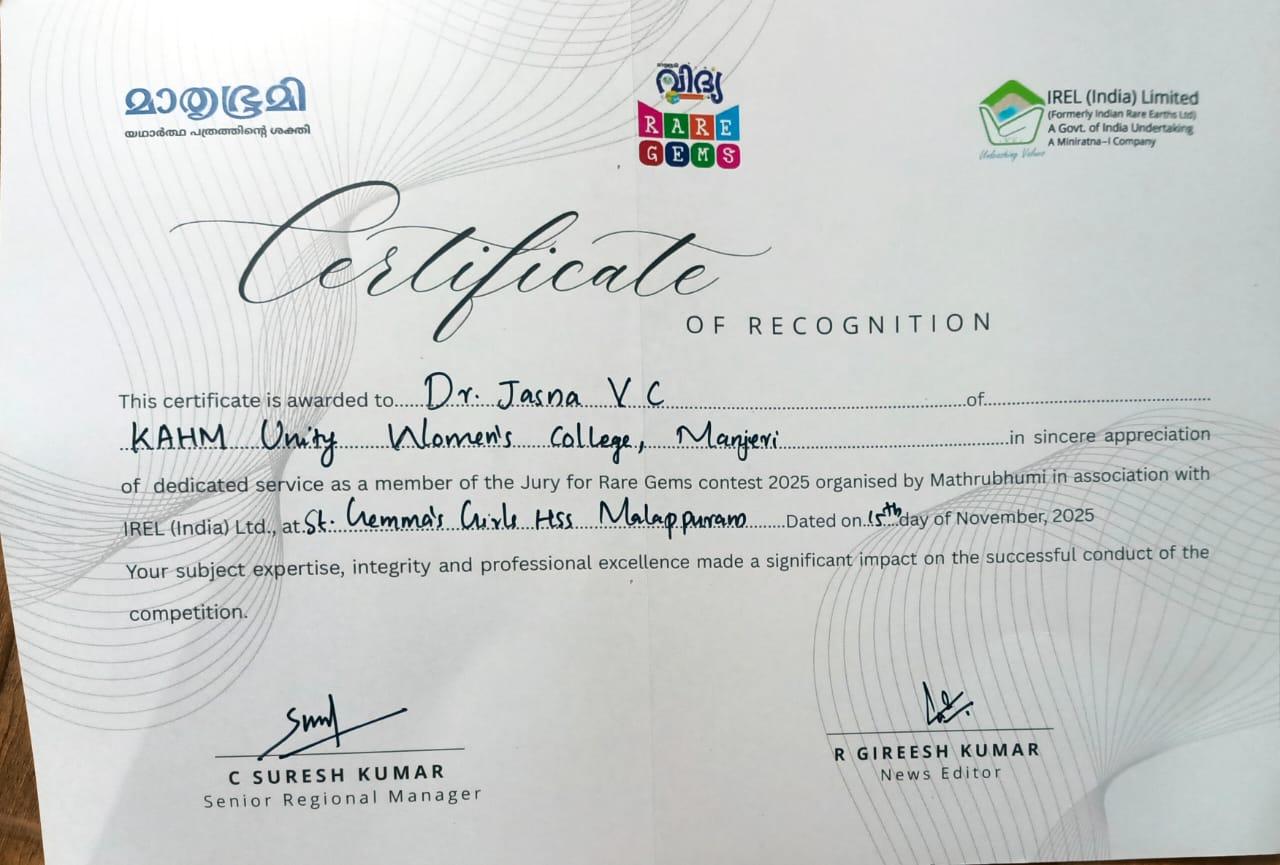 മാതൃഭൂമി
യഥാർത്ഥ പത്രത്തിന്റെ ശക്തി
വിദ്യ
RARE
GEMS
IREL (India) Limited
(Formerly Indian Rare Earths Ltd)
A Govt. of India Undertaking
A Miniratna-I Company
Unleashing Value
Certificate
OF RECOGNITION
This certificate is awarded to.....Dr. Jasna V C.....of.....
KAHM Unity Women's College, Manjeri.....in sincere appreciation
of dedicated service as a member of the Jury for Rare Gems contest 2025 organised by Mathrubhumi in association with
IREL (India) Ltd., at St. Gemma's Girls Hss Malappuram.....Dated on 15th day of November, 2025
Your subject expertise, integrity and professional excellence made a significant impact on the successful conduct of the
competition.
C SURESH KUMAR
Senior Regional Manager
R GIREESH KUMAR
News Editor